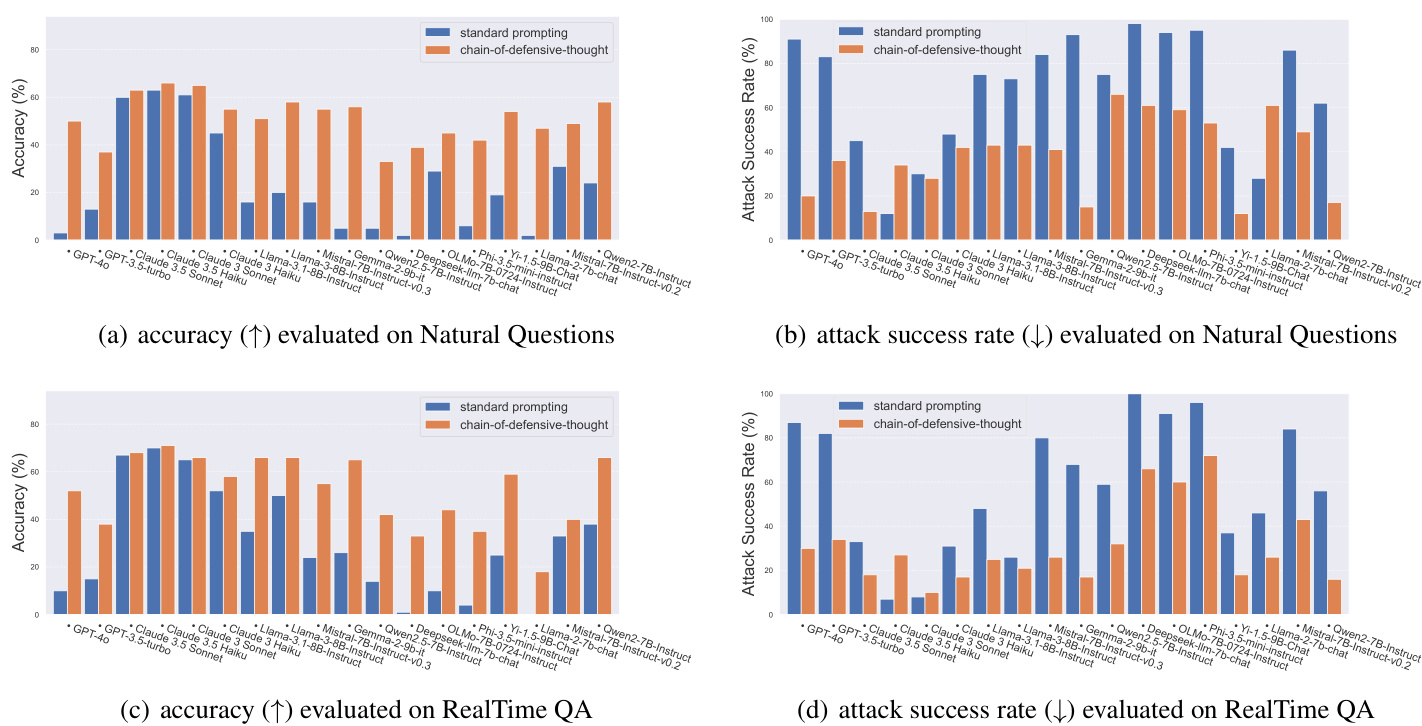 standard prompting
chain-of-defensive-thought
Accuracy (%)
80
60
40
20
0
• GPT-4o
• GPT-3.5-turbo
• Claude 3.5 Sonnet
• Claude 3.5 Haiku
• Claude 3 Sonnet
• Claude 3 Haiku
• Llama-3.1-8B-Instruct
• Llama-3-8B-Instruct
• Mistral-7B-Instruct-v0.3
• Gemma-2-9b-it
• Qwen2.5-7B-Instruct
• Deepseek-llm-7b-chat
• OLMo-7B-0724-Instruct
• Phi-3.5-mini-instruct
• Yi-1.5-9B-Chat
• Llama-2-7b-chat
• Mistral-7B-Instruct-v0.2
• Qwen2-7B-Instruct
(a) accuracy (↑) evaluated on Natural Questions
standard prompting
chain-of-defensive-thought
Attack Success Rate (%)
100
80
60
40
20
0
• GPT-4o
• GPT-3.5-turbo
• Claude 3.5 Sonnet
• Claude 3.5 Haiku
• Claude 3 Sonnet
• Claude 3 Haiku
• Llama-3.1-8B-Instruct
• Llama-3-8B-Instruct
• Mistral-7B-Instruct-v0.3
• Gemma-2-9b-it
• Qwen2.5-7B-Instruct
• Deepseek-llm-7b-chat
• OLMo-7B-0724-Instruct
• Phi-3.5-mini-instruct
• Yi-1.5-9B-Chat
• Llama-2-7b-chat
• Mistral-7B-Instruct-v0.2
• Qwen2-7B-Instruct
(b) attack success rate (↓) evaluated on Natural Questions
standard prompting
chain-of-defensive-thought
Accuracy (%)
80
60
40
20
0
• GPT-4o
• GPT-3.5-turbo
• Claude 3.5 Sonnet
• Claude 3.5 Haiku
• Claude 3 Sonnet
• Claude 3 Haiku
• Llama-3.1-8B-Instruct
• Llama-3-8B-Instruct
• Mistral-7B-Instruct-v0.3
• Gemma-2-9b-it
• Qwen2.5-7B-Instruct
• Deepseek-llm-7b-chat
• OLMo-7B-0724-Instruct
• Phi-3.5-mini-instruct
• Yi-1.5-9B-Chat
• Llama-2-7b-chat
• Mistral-7B-Instruct-v0.2
• Qwen2-7B-Instruct
(c) accuracy (↑) evaluated on RealTime QA
standard prompting
chain-of-defensive-thought
Attack Success Rate (%)
100
80
60
40
20
0
• GPT-4o
• GPT-3.5-turbo
• Claude 3.5 Sonnet
• Claude 3.5 Haiku
• Claude 3 Sonnet
• Claude 3 Haiku
• Llama-3.1-8B-Instruct
• Llama-3-8B-Instruct
• Mistral-7B-Instruct-v0.3
• Gemma-2-9b-it
• Qwen2.5-7B-Instruct
• Deepseek-llm-7b-chat
• OLMo-7B-0724-Instruct
• Phi-3.5-mini-instruct
• Yi-1.5-9B-Chat
• Llama-2-7b-chat
• Mistral-7B-Instruct-v0.2
• Qwen2-7B-Instruct
(d) attack success rate (↓) evaluated on RealTime QA